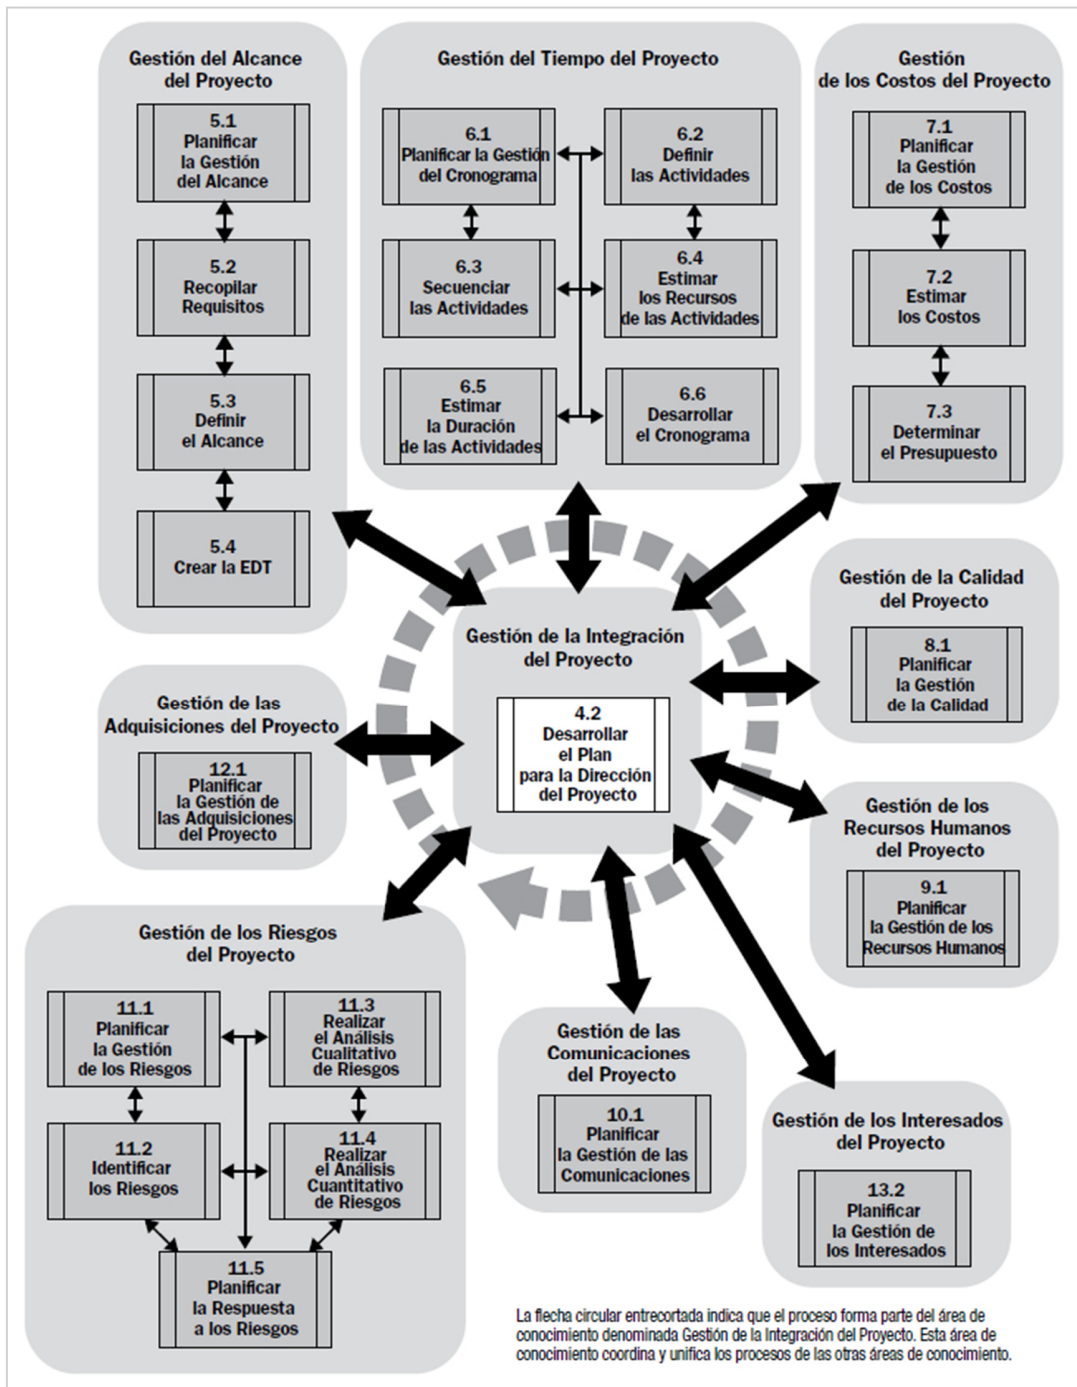 Gestión del Alcance
del Proyecto
5.1
Planificar
la Gestión
del Alcance
5.2
Recopilar
Requisitos
5.3
Definir
el Alcance
5.4
Crear la EDT
Gestión del Tiempo del Proyecto
6.1
Planificar la Gestión
del Cronograma
6.2
Definir
las Actividades
6.3
Secuenciar
las Actividades
6.4
Estimar
los Recursos
de las Actividades
6.5
Estimar
la Duración
de las Actividades
6.6
Desarrollar
el Cronograma
Gestión
de los Costos del Proyecto
7.1
Planificar
la Gestión
de los Costos
7.2
Estimar
los Costos
7.3
Determinar
el Presupuesto
Gestión de la Integración
del Proyecto
4.2
Desarrollar
el Plan
para la Dirección
del Proyecto
Gestión de la Calidad
del Proyecto
8.1
Planificar
la Gestión
de la Calidad
Gestión de las
Adquisiciones del Proyecto
12.1
Planificar
la Gestión de
las Adquisiciones
del Proyecto
Gestión de los
Recursos Humanos
del Proyecto
9.1
Planificar
la Gestión de los
Recursos Humanos
Gestión de los Riesgos
del Proyecto
11.1
Planificar
la Gestión
de los Riesgos
11.3
Realizar
el Análisis
Cualitativo
de Riesgos
11.2
Identificar
los Riesgos
11.4
Realizar
el Análisis
Cuantitativo
de Riesgos
11.5
Planificar
la Respuesta
a los Riesgos
Gestión de las
Comunicaciones
del Proyecto
10.1
Planificar
la Gestión de las
Comunicaciones
Gestión de los Interesados
del Proyecto
13.2
Planificar
la Gestión de
los Interesados
La flecha circular entrecortada indica que el proceso forma parte del área de
conocimiento denominada Gestión de la Integración del Proyecto. Esta área de
conocimiento coordina y unifica los procesos de las otras áreas de conocimiento.